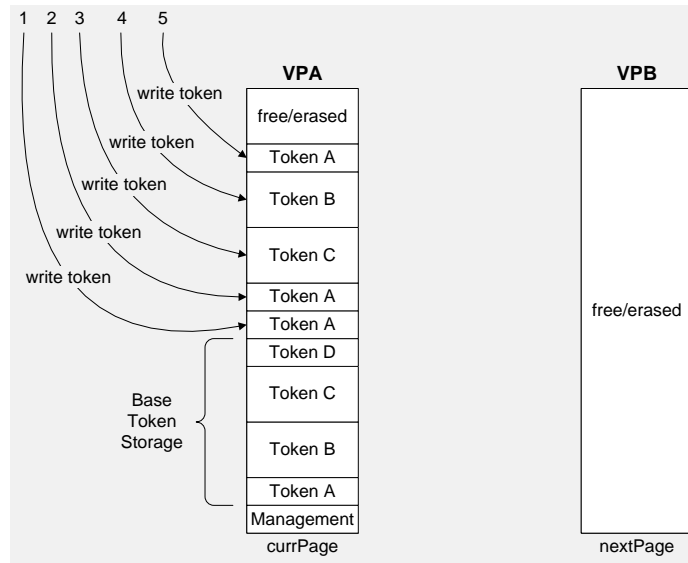 1 2 3 4 5
VPA
VPB
write token
free/erased
write token
Token A
write token
Token B
write token
Token C
write token
Token A
free/erased
Token A
Token D
Base
Token
Storage
Token C
Token B
Token A
Management
currPage
nextPage